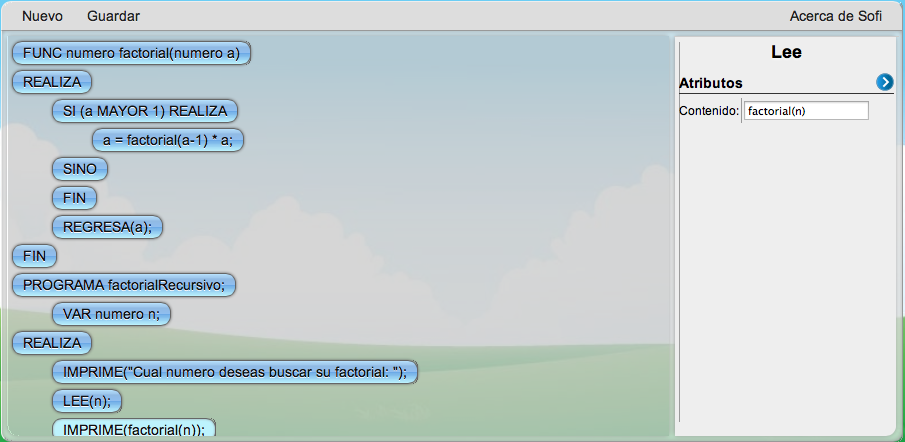 Nuevo Guardar Acerca de Sofi
FUNC numero factorial(numero a)
REALIZA
SI (a MAYOR 1) REALIZA
a = factorial(a-1) * a;
SINO
FIN
REGRESA(a);
FIN
PROGRAMA factorialRecursivo;
VAR numero n;
REALIZA
IMPRIME("Cual numero deseas buscar su factorial: ");
LEE(n);
IMPRIME(factorial(n));
Lee
Atributos
Contenido: factorial(n)